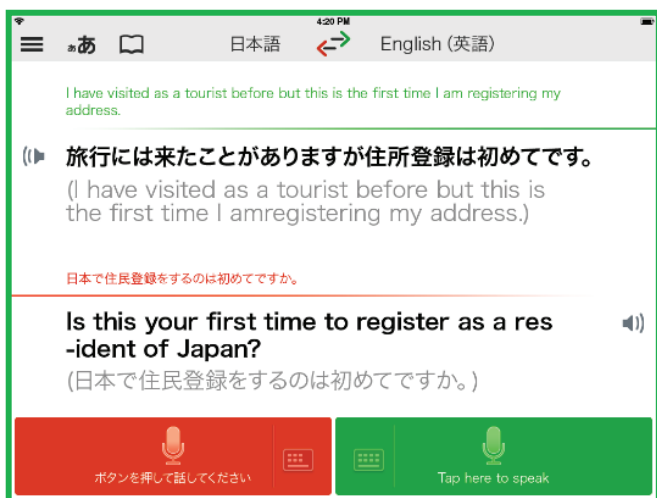 4:20 PM
あぁ
日本語
English (英語)
I have visited as a tourist before but this is the first time I am registering my
address.
旅行には来たことがありますが住所登録は初めてです。
(I have visited as a tourist before but this is
the first time I amregistering my address.)
日本で住民登録をするのは初めてですか。
Is this your first time to register as a res
-ident of Japan?
(日本で住民登録をするのは初めてですか。)
ボタンを押して話してください
Tap here to speak